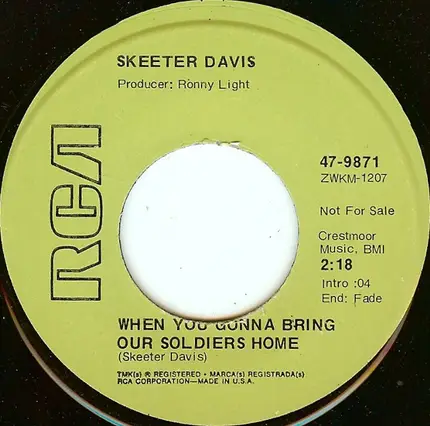 SKEETER DAVIS
Producer: Ronny Light
RCA
47-9871
ZWKM-1207
Not For Sale
Crestmoor
Music, BMI
2:18
Intro :04
End: Fade
WHEN YOU GONNA BRING
OUR SOLDIERS HOME
(Skeeter Davis)
TMK(s) ® REGISTERED • MARCA(s) REGISTRADA(s)
RCA CORPORATION—MADE IN U.S.A.